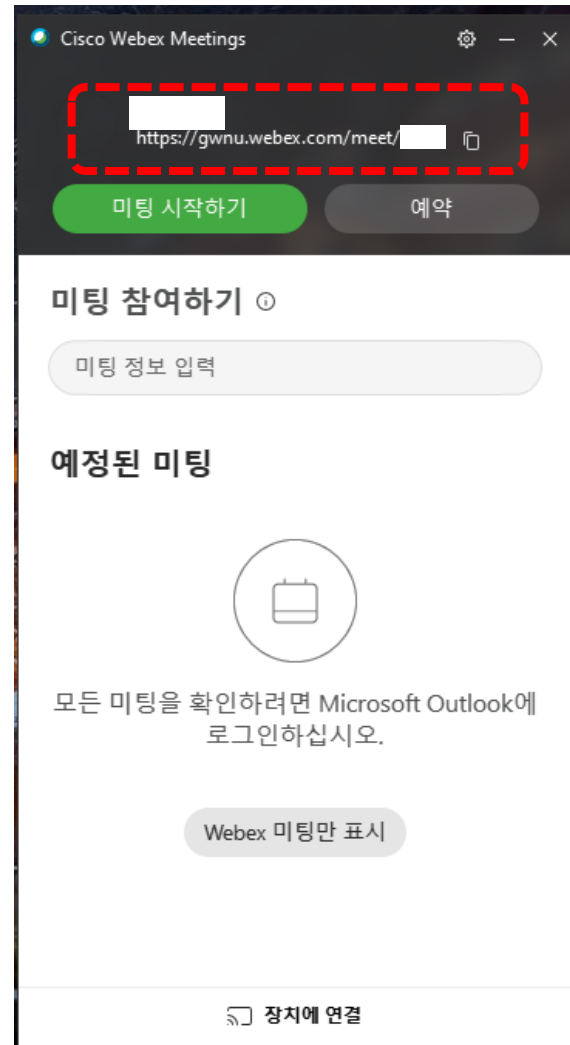 Cisco Webex Meetings
https://gwnu.webex.com/meet/
미팅 시작하기
예약
미팅 참여하기
미팅 정보 입력
예정된 미팅
모든 미팅을 확인하려면 Microsoft Outlook에
로그인하십시오.
Webex 미팅만 표시
장치에 연결